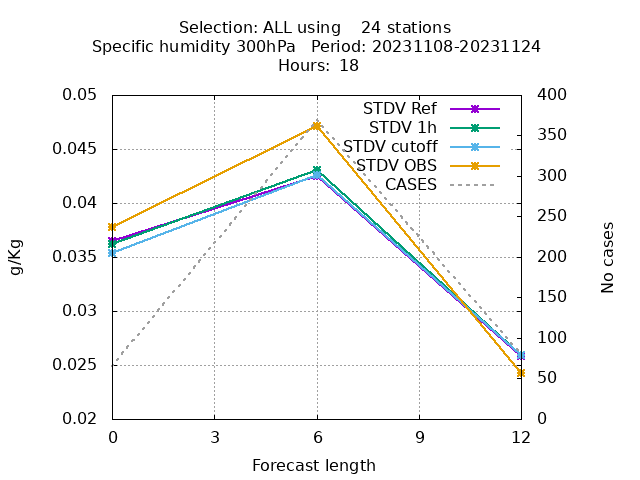 Selection: ALL using    24 stations
Specific humidity 300hPa   Period: 20231108-20231124
Hours:  18
0.05
0.045
0.04
0.035
0.03
0.025
0.02
400
350
300
250
200
150
100
50
0
STDV Ref
STDV 1h
STDV cutoff
STDV OBS
CASES
g/Kg
No cases
0
3
6
9
12
Forecast length